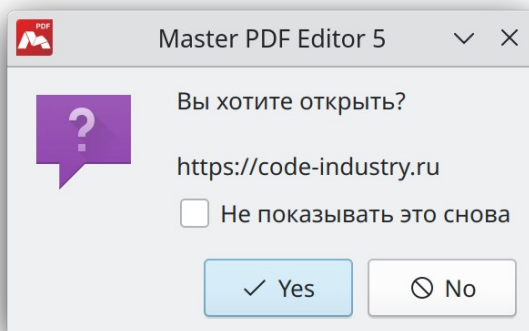 PDF
Master PDF Editor 5
Вы хотите открыть?
https://code-industry.ru
Не показывать это снова
Yes
No